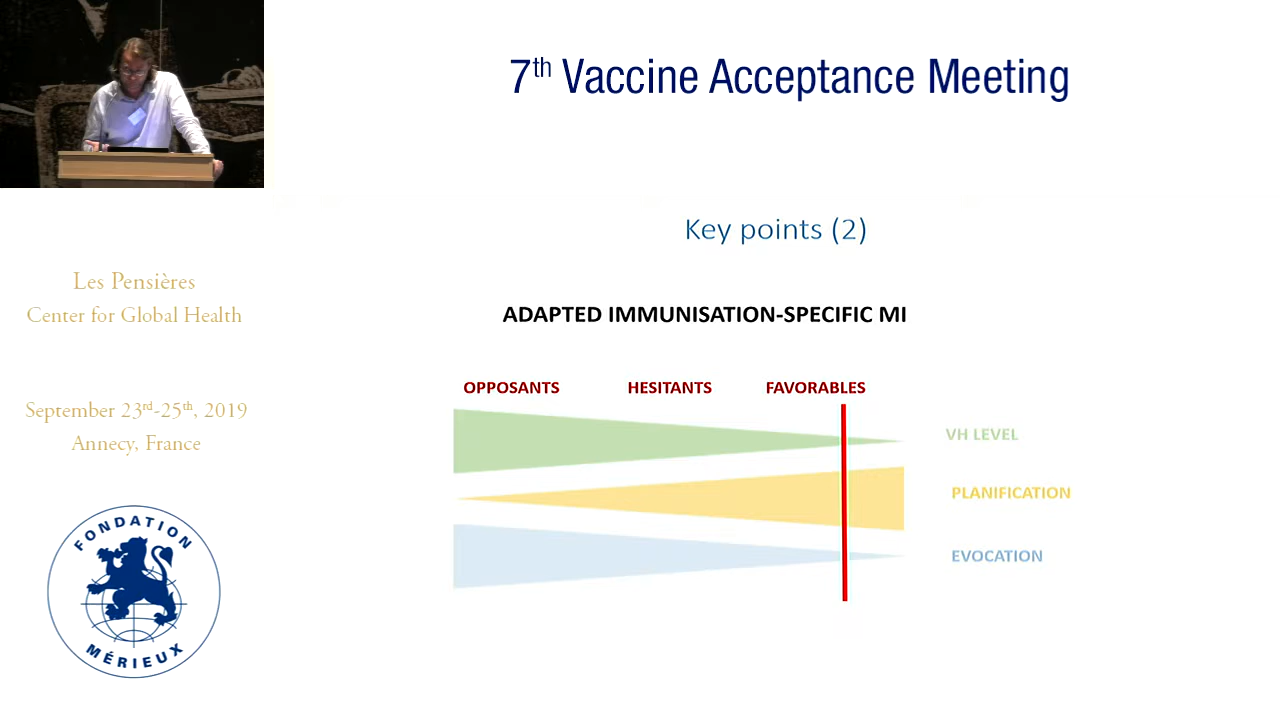 7th Vaccine Acceptance Meeting
Les Pensières
Center for Global Health
September 23rd-25th, 2019
Annecy, France
FONDATION
MÉRIEUX
Key points (2)
ADAPTED IMMUNISATION-SPECIFIC MI
OPPOSANTS HESITANTS FAVORABLES
VH LEVEL
PLANIFICATION
EVOCATION